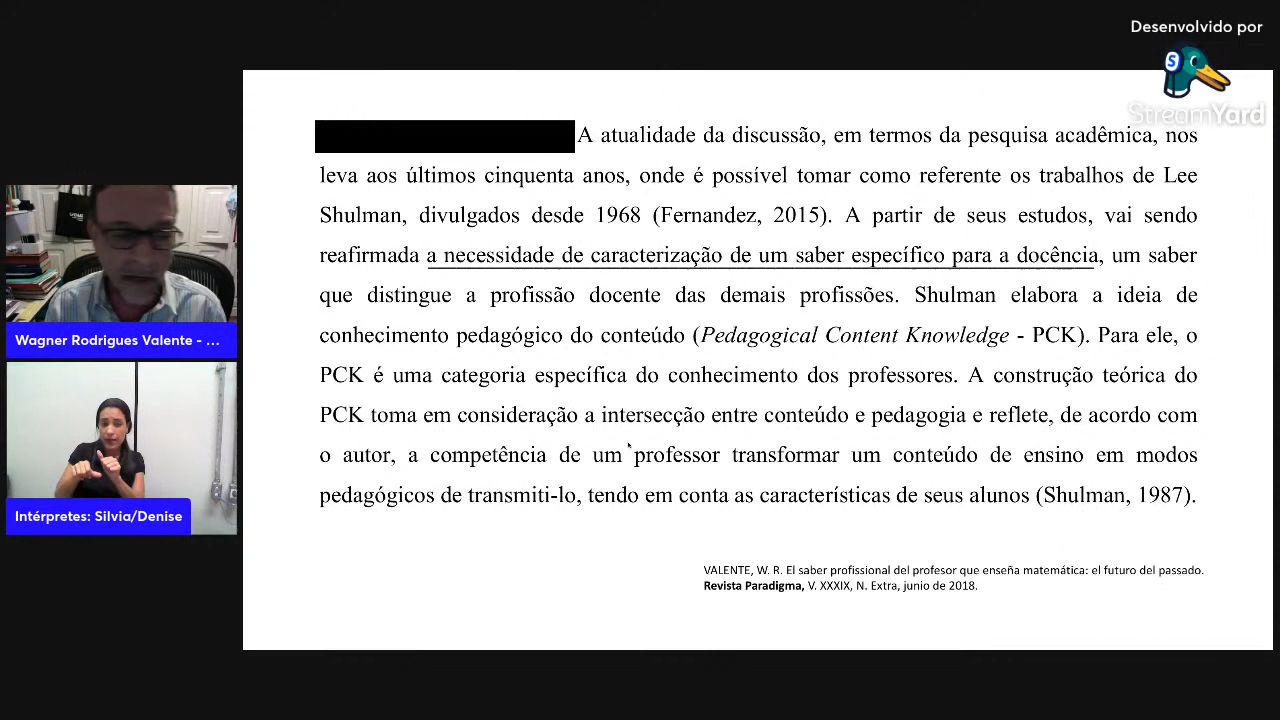 Desenvolvido por
StreamYard
A atualidade da discussão, em termos da pesquisa acadêmica, nos
leva aos últimos cinquenta anos, onde é possível tomar como referente os trabalhos de Lee
Shulman, divulgados desde 1968 (Fernandez, 2015). A partir de seus estudos, vai sendo
reafirmada a necessidade de caracterização de um saber específico para a docência, um saber
que distingue a profissão docente das demais profissões. Shulman elabora a ideia de
conhecimento pedagógico do conteúdo (Pedagogical Content Knowledge - PCK). Para ele, o
PCK é uma categoria específica do conhecimento dos professores. A construção teórica do
PCK toma em consideração a intersecção entre conteúdo e pedagogia e reflete, de acordo com
o autor, a competência de um professor transformar um conteúdo de ensino em modos
pedagógicos de transmiti-lo, tendo em conta as características de seus alunos (Shulman, 1987).
VALENTE, W. R. El saber profissional del profesor que enseña matemática: el futuro del passado.
Revista Paradigma, V. XXXIX, N. Extra, junio de 2018.
Wagner Rodrigues Valente - ...
Intérpretes: Silvia/Denise